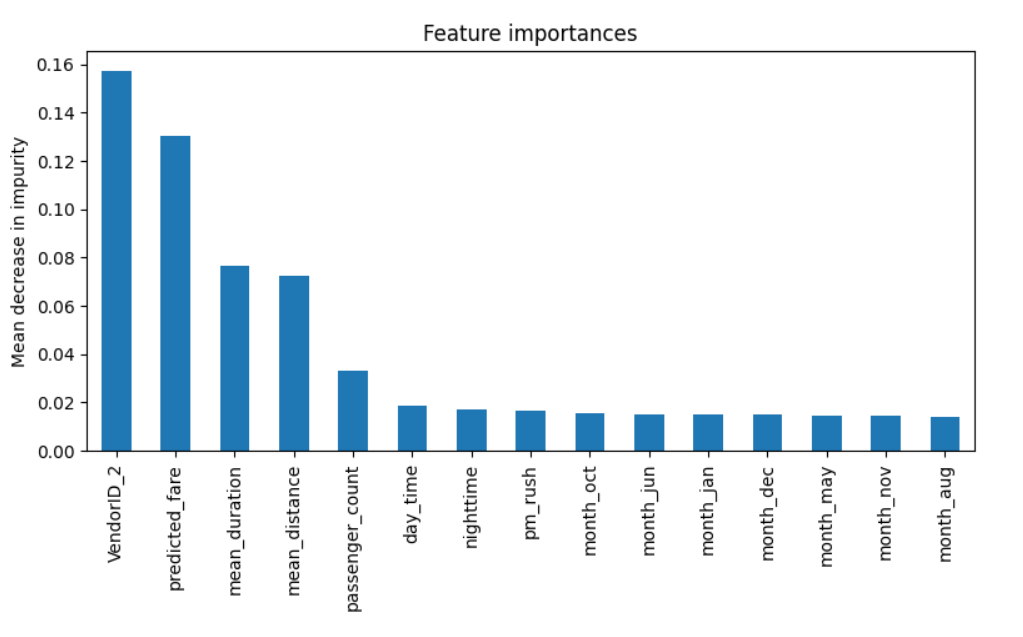 Feature importances
Mean decrease in impurity
0.16
0.14
0.12
0.10
0.08
0.06
0.04
0.02
0.00
VendorID_2
predicted_fare
mean_duration
mean_distance
passenger_count
day_time
nighttime
pm_rush
month_oct
month_jun
month_jan
month_dec
month_may
month_nov
month_aug